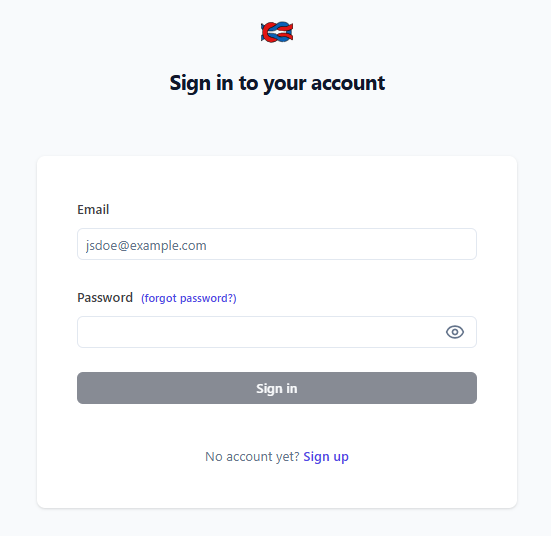 Sign in to your account
Email
jsdoe@example.com
Password (forgot password?)
Sign in
No account yet? Sign up